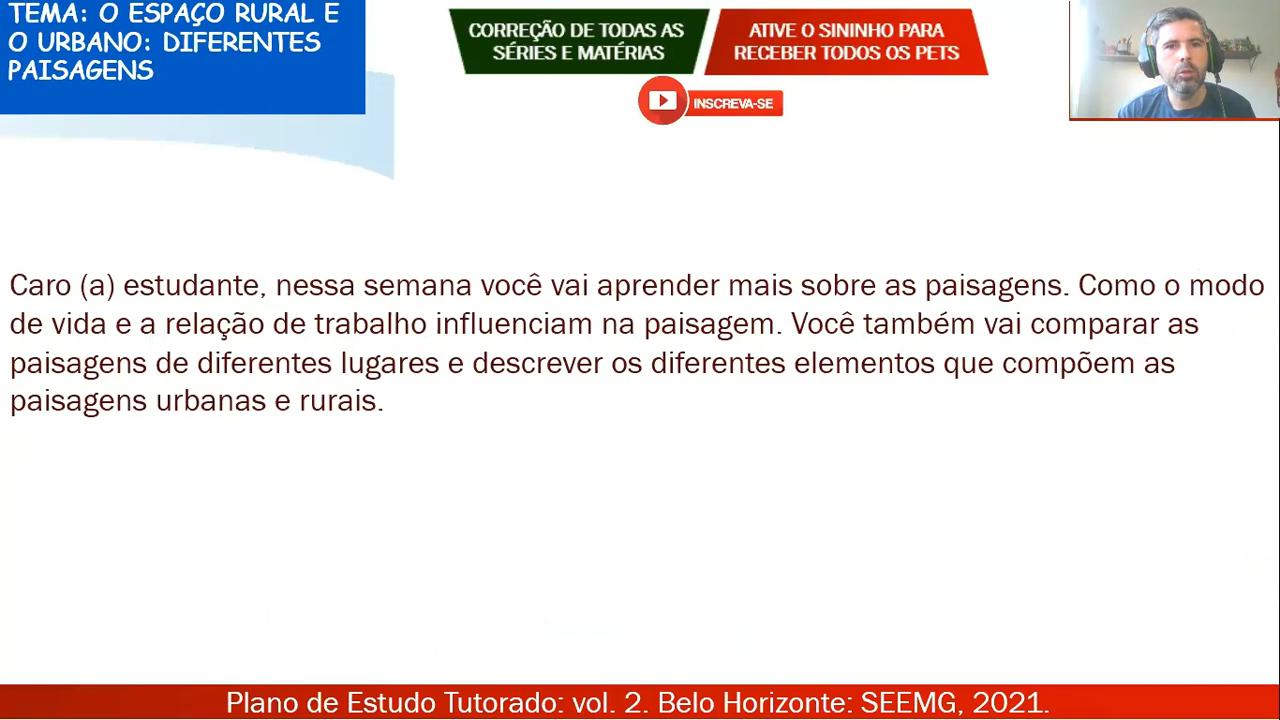 TEMA: O ESPAÇO RURAL E
O URBANO: DIFERENTES
PAISAGENS
CORREÇÃO DE TODAS AS
SÉRIES E MATÉRIAS
ATIVE O SININHO PARA
RECEBER TODOS OS PETS
INSCREVA-SE
Caro (a) estudante, nessa semana você vai aprender mais sobre as paisagens. Como o modo
de vida e a relação de trabalho influenciam na paisagem. Você também vai comparar as
paisagens de diferentes lugares e descrever os diferentes elementos que compõem as
paisagens urbanas e rurais.
Plano de Estudo Tutorado: vol. 2. Belo Horizonte: SEEMG, 2021.